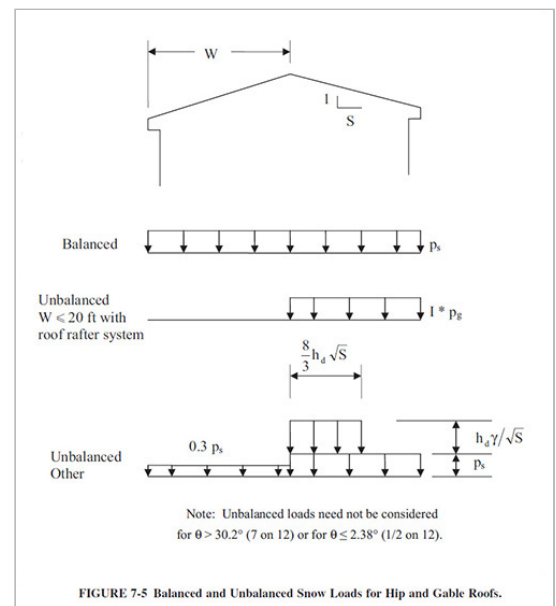 W
1
S
Balanced
pₛ
Unbalanced
W ⩽ 20 ft with
roof rafter system
I * p₉
8/3 h_d √S
h_d γ/√S
0.3 pₛ
pₛ
Unbalanced
Other
Note: Unbalanced loads need not be considered
for θ > 30.2° (7 on 12) or for θ ≤ 2.38° (1/2 on 12).
FIGURE 7-5 Balanced and Unbalanced Snow Loads for Hip and Gable Roofs.